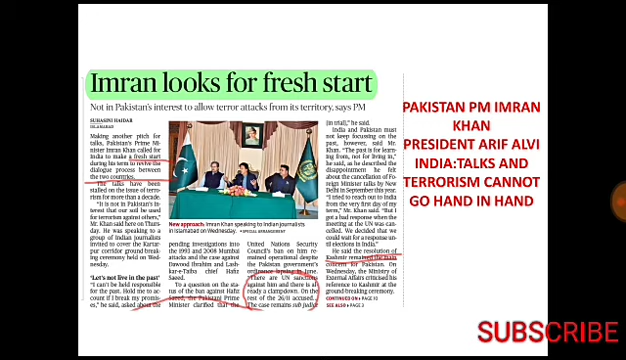 Imran looks for fresh start
Not in Pakistan's interest to allow terror attacks from its territory, says PM
SUHASINI HAIDAR
ISLAMABAD
Making another pitch for
talks, Pakistan's Prime Mi-
nister Imran Khan called for
India to make a fresh start
during his term to revive the
dialogue process between
the two countries.
The talks have been
stalled on the issue of terro-
rism for more than a decade.
"It is not in Pakistan's in-
terest that our soil be used
for terrorism against others,"
Mr. Khan said here on Thurs-
day. He was speaking to a
group of Indian journalists
invited to cover the Kartar-
pur corridor ground break-
ing ceremony held on Wed-
nesday.
'Let's not live in the past'
"I can't be held responsible
for the past. Hold me to ac-
count if I break my promis-
es," he said, asked about the
New approach: Imran Khan speaking to Indian journalists
in Islamabad on Wednesday. • SPECIAL ARRANGEMENT
pending investigations into
the 1993 and 2008 Mumbai
attacks and the cases against
Dawood Ibrahim and Lash-
kar-e-Taiba chief Hafiz
Saeed.
To a question on the sta-
tus of the ban against Hafiz
Saeed, the Pakistani Prime
Minister clarified that the
United Nations Security
Council's ban on him re-
mained operational despite
the Pakistan government's
ordinance lapsing in June.
"There are UN sanctions
against him and there is al-
ready a clampdown. On the
rest of the 26/11 accused...
The case remains sub judice
[in trial]," he said.
India and Pakistan must
not keep focusing on the
past, however, said Mr.
Khan. "The past is for learn-
ing from, not for living in,"
he said, as he described the
disappointment he felt
about the cancellation of Fo-
reign Minister talks by New
Delhi in September this year.
"I tried to reach out to India
from the very first day of my
term," Mr. Khan said. "But I
got a bad response when the
meeting at the UN was can-
celled. We decided that we
could wait for a response un-
til elections in India."
He said the resolution of
Kashmir remained the main
concern for Pakistan. On
Wednesday, the Ministry of
External Affairs criticised his
reference to Kashmir at the
ground-breaking ceremony.
CONTINUED ON ▸ PAGE 10
SEE ALSO ▸ PAGE 3
PAKISTAN PM IMRAN
KHAN
PRESIDENT ARIF ALVI
INDIA:TALKS AND
TERRORISM CANNOT
GO HAND IN HAND
SUBSCRIBE